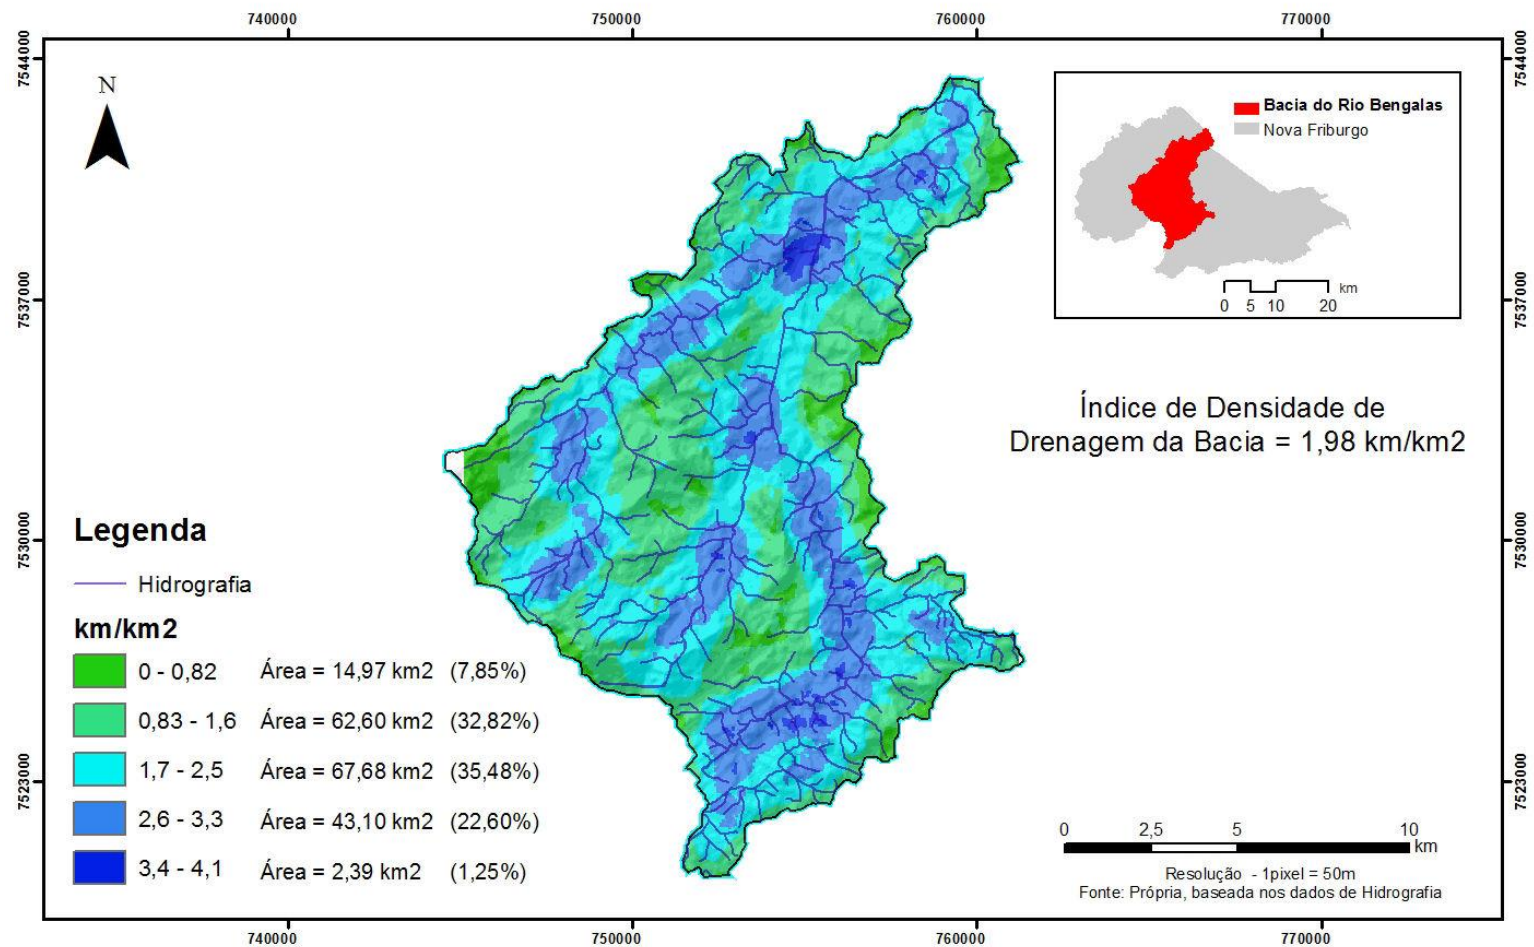 740000 750000 760000 770000
7544000 7544000
N
Bacia do Rio Bengalas
Nova Friburgo
km
0 5 10 20
7537000 7537000
Índice de Densidade de
Drenagem da Bacia = 1,98 km/km2
Legenda
7530000 7530000
Hidrografia
km/km2
0 - 0,82 Área = 14,97 km2 (7,85%)
0,83 - 1,6 Área = 62,60 km2 (32,82%)
1,7 - 2,5 Área = 67,68 km2 (35,48%)
7523000 7523000
2,6 - 3,3 Área = 43,10 km2 (22,60%)
3,4 - 4,1 Área = 2,39 km2 (1,25%)
0 2,5 5 10
km
Resolução - 1pixel = 50m
Fonte: Própria, baseada nos dados de Hidrografia
740000 750000 760000 770000